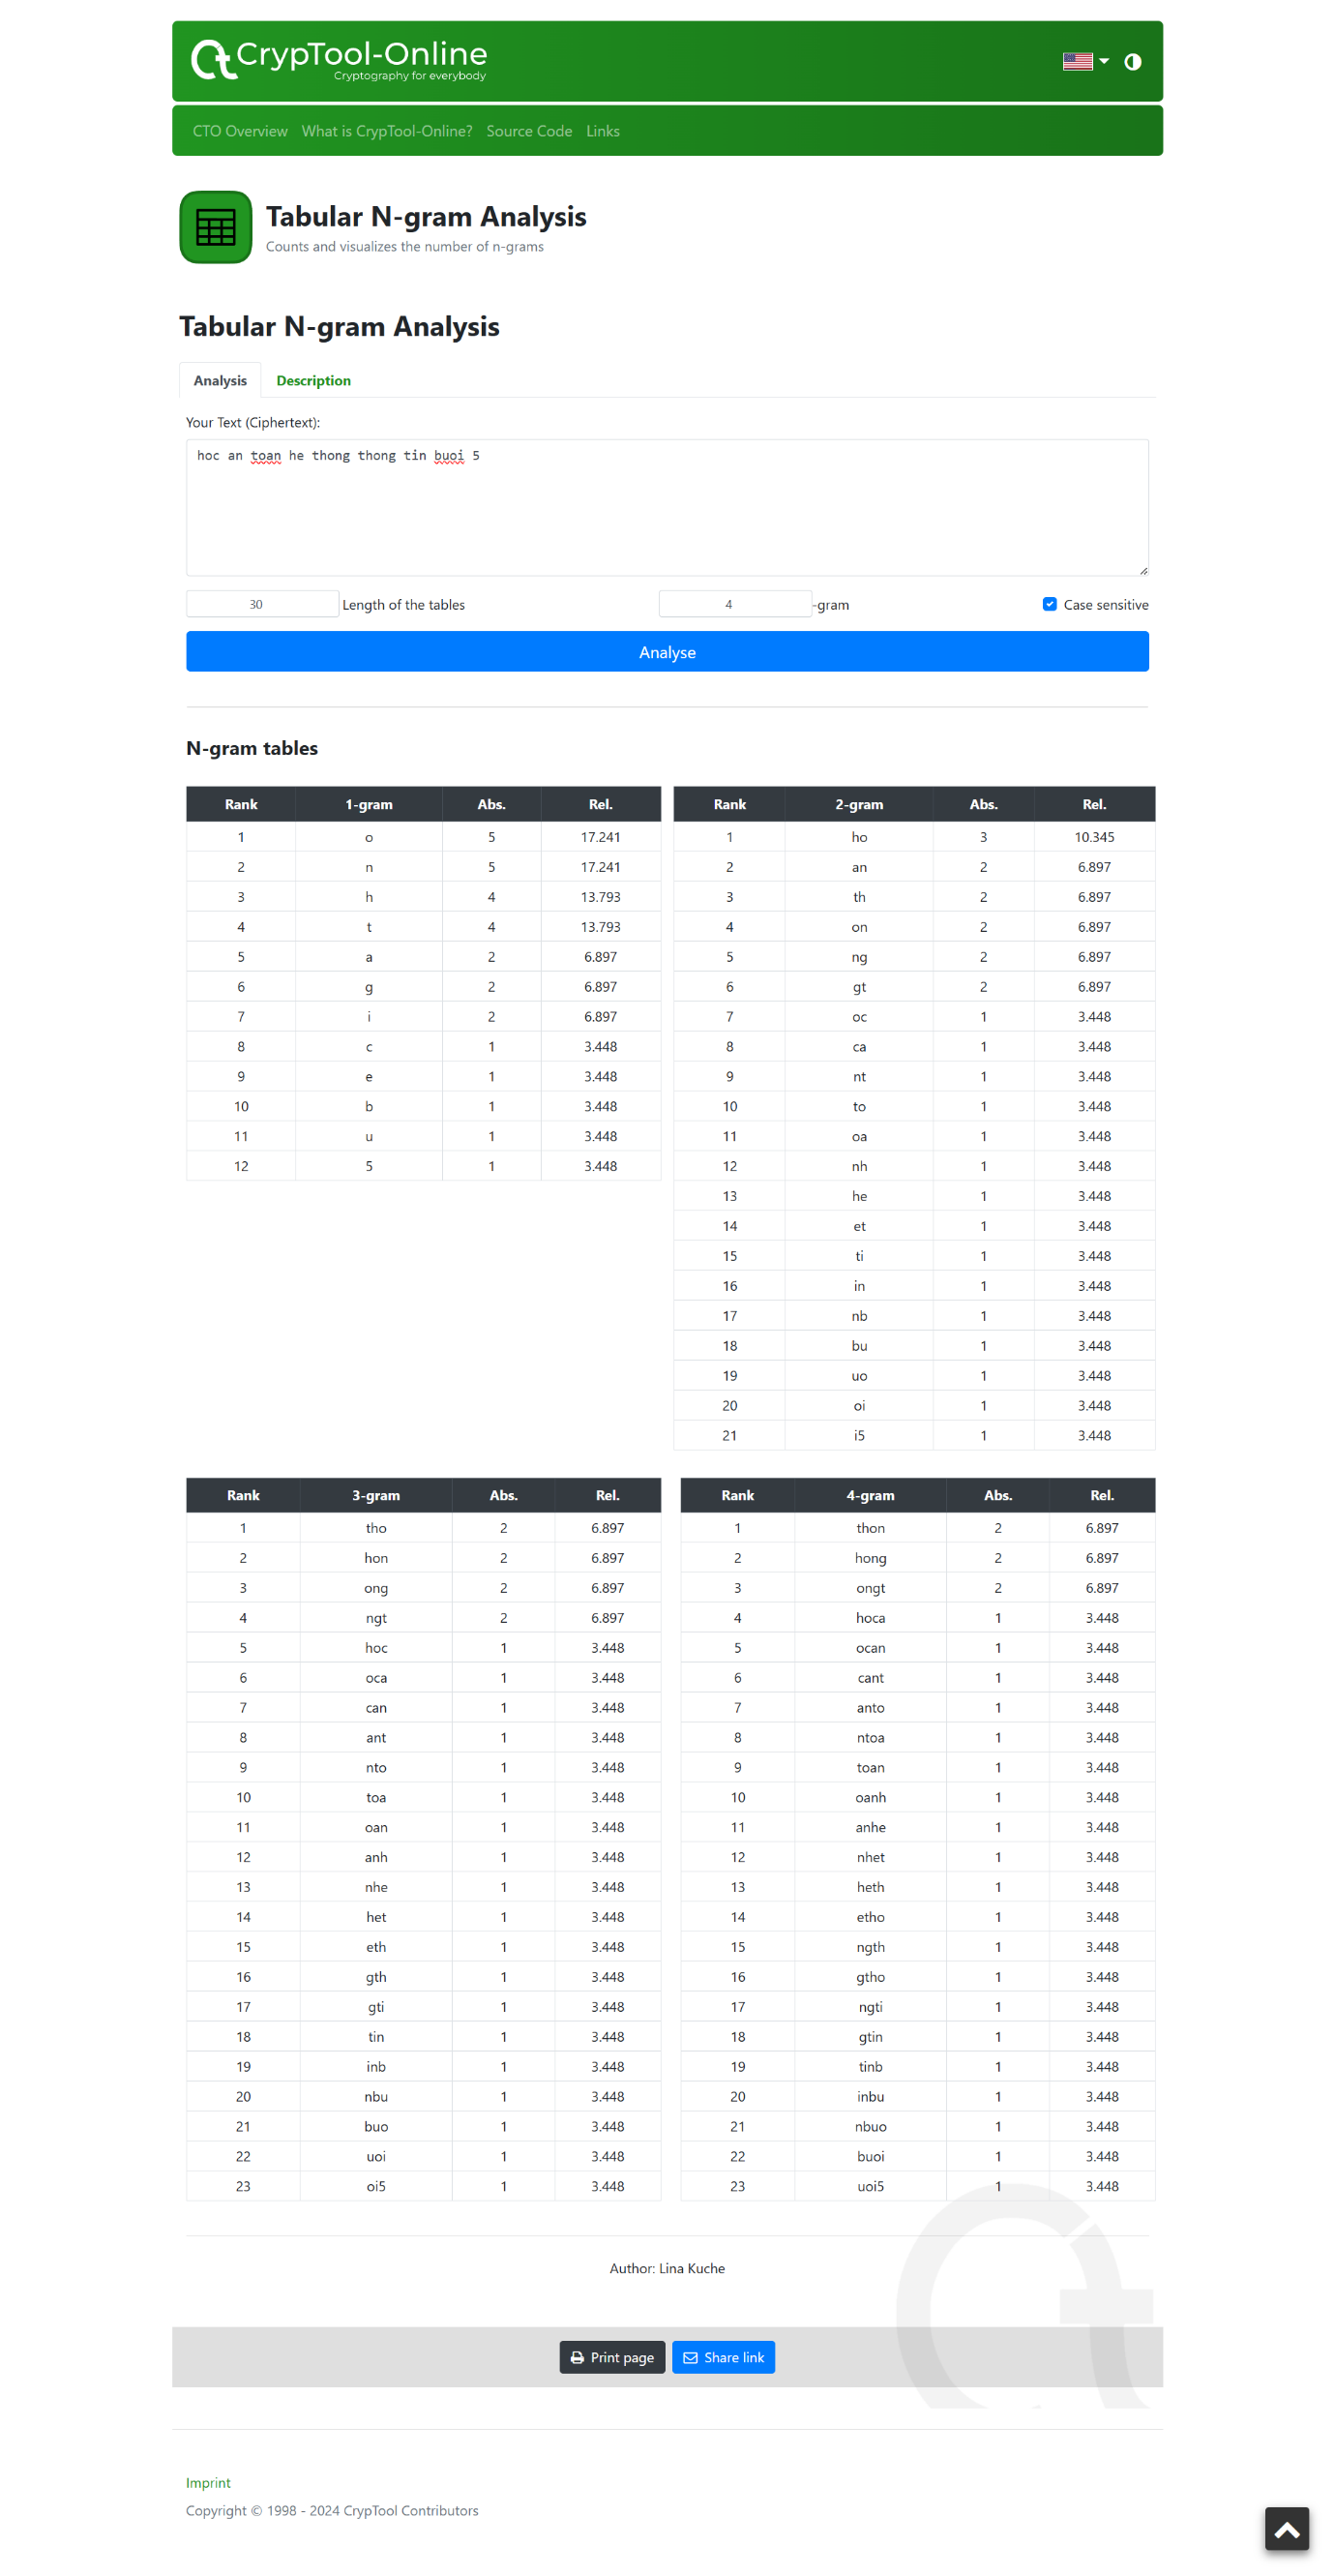 CrypTool-Online
Cryptography for everybody
CTO Overview What is CrypTool-Online? Source Code Links
Tabular N-gram Analysis
Counts and visualizes the number of n-grams
Tabular N-gram Analysis
Analysis Description
Your Text (Ciphertext):
hoc an toan he thong thong tin buoi 5
30 Length of the tables 4 -gram Case sensitive
Analyse
N-gram tables
Rank 1-gram Abs. Rel.
1 o 5 17.241
2 n 5 17.241
3 h 4 13.793
4 t 4 13.793
5 a 2 6.897
6 g 2 6.897
7 i 2 6.897
8 c 1 3.448
9 e 1 3.448
10 b 1 3.448
11 u 1 3.448
12 5 1 3.448
Rank 2-gram Abs. Rel.
1 ho 3 10.345
2 an 2 6.897
3 th 2 6.897
4 on 2 6.897
5 ng 2 6.897
6 gt 2 6.897
7 oc 1 3.448
8 ca 1 3.448
9 nt 1 3.448
10 to 1 3.448
11 oa 1 3.448
12 nh 1 3.448
13 he 1 3.448
14 et 1 3.448
15 ti 1 3.448
16 in 1 3.448
17 nb 1 3.448
18 bu 1 3.448
19 uo 1 3.448
20 oi 1 3.448
21 i5 1 3.448
Rank 3-gram Abs. Rel.
1 tho 2 6.897
2 hon 2 6.897
3 ong 2 6.897
4 ngt 2 6.897
5 hoc 1 3.448
6 oca 1 3.448
7 can 1 3.448
8 ant 1 3.448
9 nto 1 3.448
10 toa 1 3.448
11 oan 1 3.448
12 anh 1 3.448
13 nhe 1 3.448
14 het 1 3.448
15 eth 1 3.448
16 gth 1 3.448
17 gti 1 3.448
18 tin 1 3.448
19 inb 1 3.448
20 nbu 1 3.448
21 buo 1 3.448
22 uoi 1 3.448
23 oi5 1 3.448
Rank 4-gram Abs. Rel.
1 thon 2 6.897
2 hong 2 6.897
3 ongt 2 6.897
4 hoca 1 3.448
5 ocan 1 3.448
6 cant 1 3.448
7 anto 1 3.448
8 ntoa 1 3.448
9 toan 1 3.448
10 oanh 1 3.448
11 anhe 1 3.448
12 nhet 1 3.448
13 heth 1 3.448
14 etho 1 3.448
15 ngth 1 3.448
16 gtho 1 3.448
17 ngti 1 3.448
18 gtin 1 3.448
19 tinb 1 3.448
20 inbu 1 3.448
21 nbuo 1 3.448
22 buoi 1 3.448
23 uoi5 1 3.448
Author: Lina Kuche
Print page Share link
Imprint
Copyright © 1998 - 2024 CrypTool Contributors